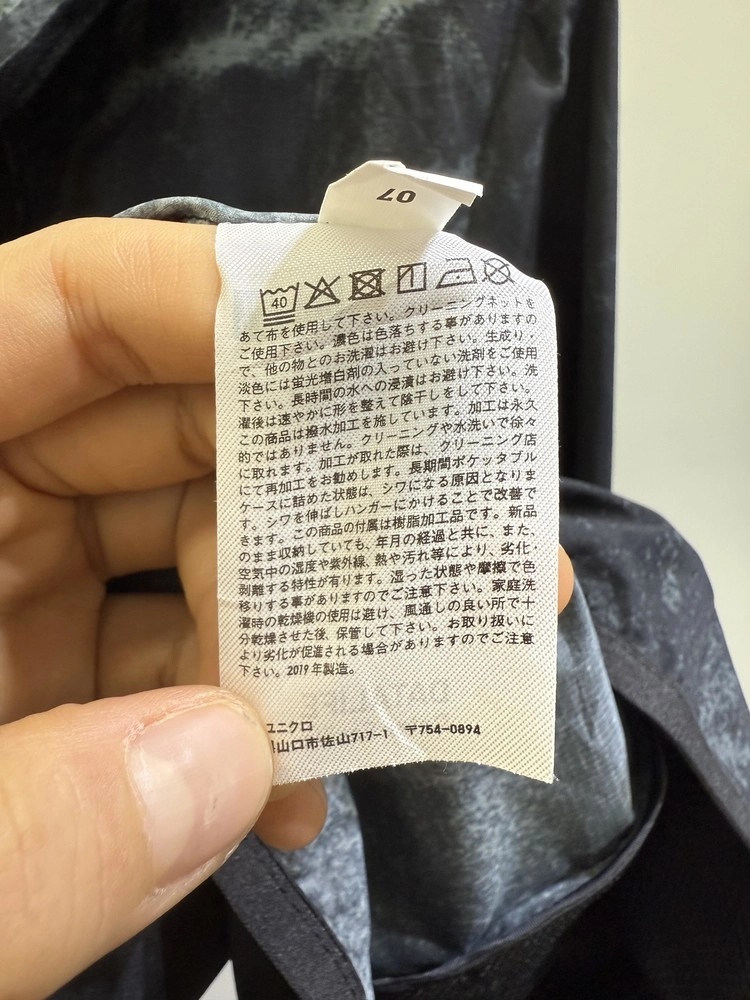 07
40
あて布を使用して下さい。クリーニングネットを
ご使用下さい。濃色は色落ちする事がありますの
で、他の物とのお洗濯はお避け下さい。生成り・
淡色には蛍光増白剤の入っていない洗剤をご使用
下さい。長時間の水への浸漬はお避け下さい。洗
濯後は速やかに形を整えて陰干しをして下さい。
この商品は撥水加工を施しています。加工は永久
的ではありません。クリーニングや水洗いで徐々
に取れます。加工が取れた際は、クリーニング店
にて再加工をお勧めします。長期間ポケッタブル
ケースに詰めた状態は、シワになる原因となりま
す。シワを伸ばしハンガーにかけることで改善で
きます。この商品の付属は樹脂加工品です。新品
のまま収納していても、年月の経過と共に、また、
空気中の湿度や紫外線、熱や汚れ等により、劣化・
剥離する特性が有ります。湿った状態や摩擦で色
移りする事がありますのでご注意下さい。家庭洗
濯時の乾燥機の使用は避け、風通しの良い所で十
分乾燥させた後、保管して下さい。お取り扱いに
より劣化が促進される場合がありますのでご注意
下さい。2019年製造。
ユニクロ
山口市佐山717-1 〒754-0894